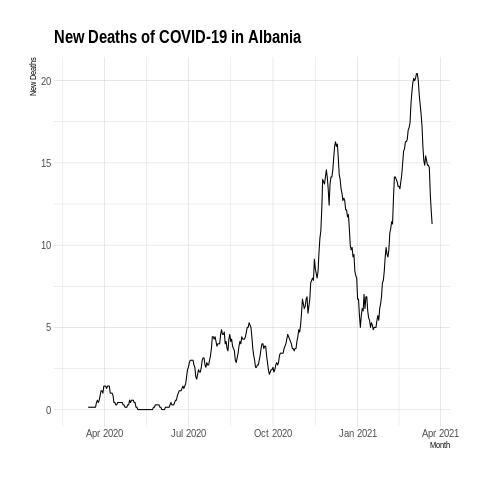 New Deaths of COVID-19 in Albania
New Deaths
20
15
10
5
0
Apr 2020 Jul 2020 Oct 2020 Jan 2021 Apr 2021
Month